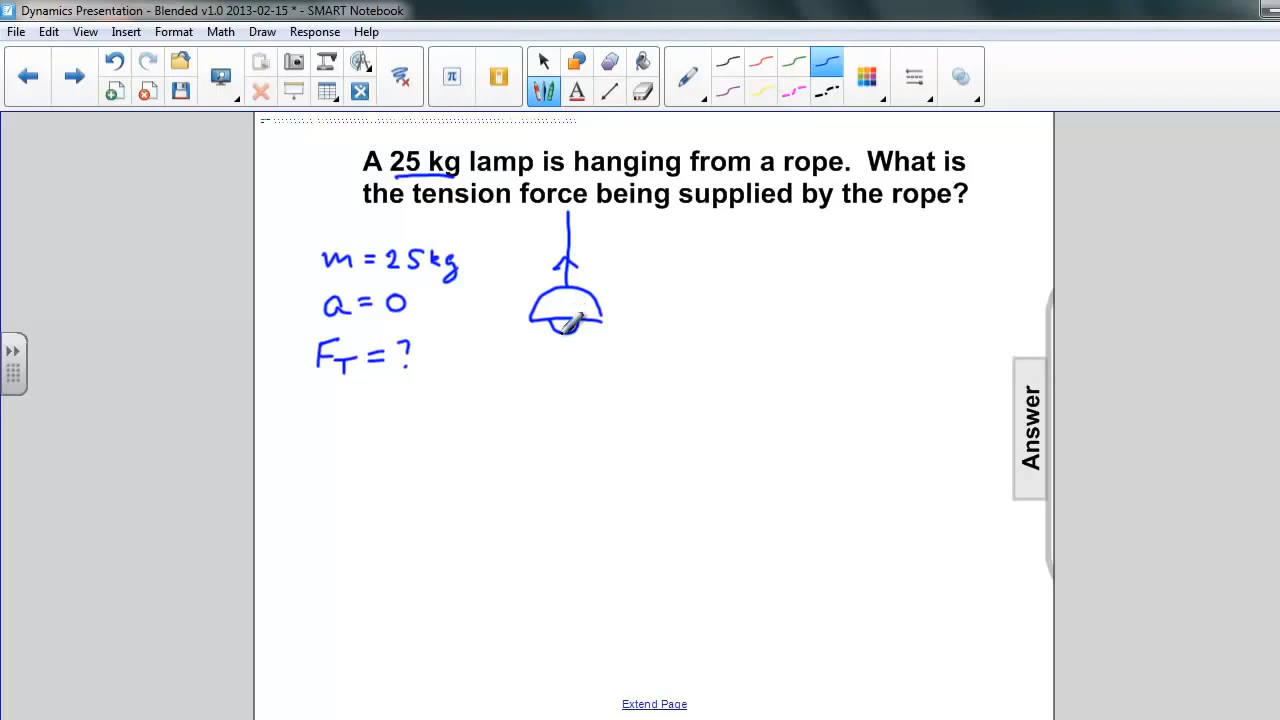 Dynamics Presentation - Blended v1.0 2013-02-15 * - SMART Notebook
File Edit View Insert Format Math Draw Response Help
π
A
A 25 kg lamp is hanging from a rope. What is
the tension force being supplied by the rope?
m = 25 kg
a = 0
FT = ?
Answer
Extend Page